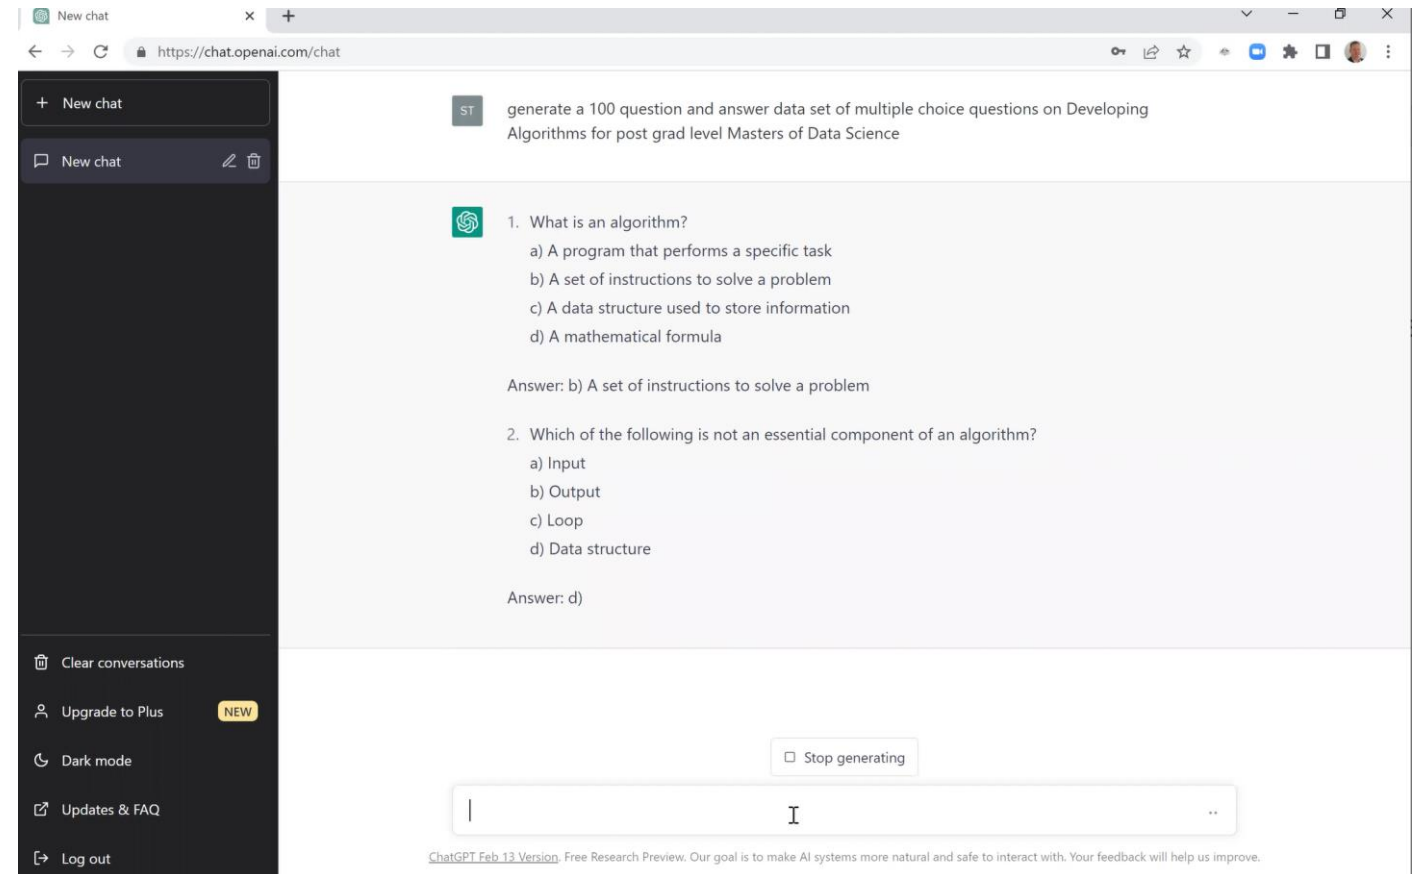 New chat
https://chat.openai.com/chat
+ New chat
New chat
ST
generate a 100 question and answer data set of multiple choice questions on Developing
Algorithms for post grad level Masters of Data Science
1. What is an algorithm?
a) A program that performs a specific task
b) A set of instructions to solve a problem
c) A data structure used to store information
d) A mathematical formula
Answer: b) A set of instructions to solve a problem
2. Which of the following is not an essential component of an algorithm?
a) Input
b) Output
c) Loop
d) Data structure
Answer: d)
Clear conversations
Upgrade to Plus NEW
Dark mode
Updates & FAQ
Log out
Stop generating
ChatGPT Feb 13 Version. Free Research Preview. Our goal is to make AI systems more natural and safe to interact with. Your feedback will help us improve.